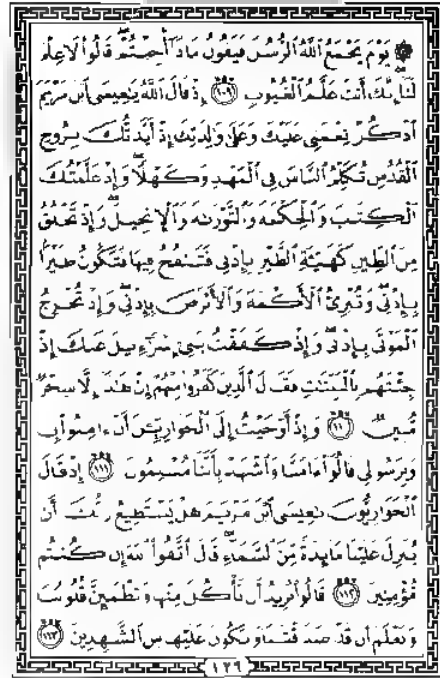 ۞ يَوْمَ يَجْمَعُ ٱللَّهُ ٱلرُّسُلَ فَيَقُولُ مَاذَآ أُجِبْتُمْ ۖ قَالُوا۟ لَا عِلْمَ
لَنَآ ۖ إِنَّكَ أَنتَ عَلَّٰمُ ٱلْغُيُوبِ ﴿١٠٩﴾ إِذْ قَالَ ٱللَّهُ يَٰعِيسَى ٱبْنَ مَرْيَمَ
ٱذْكُرْ نِعْمَتِى عَلَيْكَ وَعَلَىٰ وَٰلِدَتِكَ إِذْ أَيَّدتُّكَ بِرُوحِ
ٱلْقُدُسِ تُكَلِّمُ ٱلنَّاسَ فِى ٱلْمَهْدِ وَكَهْلًا ۖ وَإِذْ عَلَّمْتُكَ
ٱلْكِتَٰبَ وَٱلْحِكْمَةَ وَٱلتَّوْرَىٰةَ وَٱلْإِنجِيلَ ۖ وَإِذْ تَخْلُقُ
مِنَ ٱلطِّينِ كَهَيْـَٔةِ ٱلطَّيْرِ بِإِذْنِى فَتَنفُخُ فِيهَا فَتَكُونُ طَيْرًۢا
بِإِذْنِى ۖ وَتُبْرِئُ ٱلْأَكْمَهَ وَٱلْأَبْرَصَ بِإِذْنِى ۖ وَإِذْ تُخْرِجُ
ٱلْمَوْتَىٰ بِإِذْنِى ۖ وَإِذْ كَفَفْتُ بَنِىٓ إِسْرَٰٓءِيلَ عَنكَ إِذْ
جِئْتَهُم بِٱلْبَيِّنَٰتِ فَقَالَ ٱلَّذِينَ كَفَرُوا۟ مِنْهُمْ إِنْ هَٰذَآ إِلَّا سِحْرٌ
مُّبِينٌ ﴿١١٠﴾ وَإِذْ أَوْحَيْتُ إِلَى ٱلْحَوَارِيِّـۧنَ أَنْ ءَامِنُوا۟ بِى
وَبِرَسُولِى قَالُوٓا۟ ءَامَنَّا وَٱشْهَدْ بِأَنَّنَا مُسْلِمُونَ ﴿١١١﴾ إِذْ قَالَ
ٱلْحَوَارِيُّونَ يَٰعِيسَى ٱبْنَ مَرْيَمَ هَلْ يَسْتَطِيعُ رَبُّكَ أَن
يُنَزِّلَ عَلَيْنَا مَآئِدَةً مِّنَ ٱلسَّمَآءِ ۖ قَالَ ٱتَّقُوا۟ ٱللَّهَ إِن كُنتُم
مُّؤْمِنِينَ ﴿١١٢﴾ قَالُوا۟ نُرِيدُ أَن نَّأْكُلَ مِنْهَا وَتَطْمَئِنَّ قُلُوبُنَا
وَنَعْلَمَ أَن قَدْ صَدَقْتَنَا وَنَكُونَ عَلَيْهَا مِنَ ٱلشَّٰهِدِينَ ﴿١١٣﴾
١٢٩